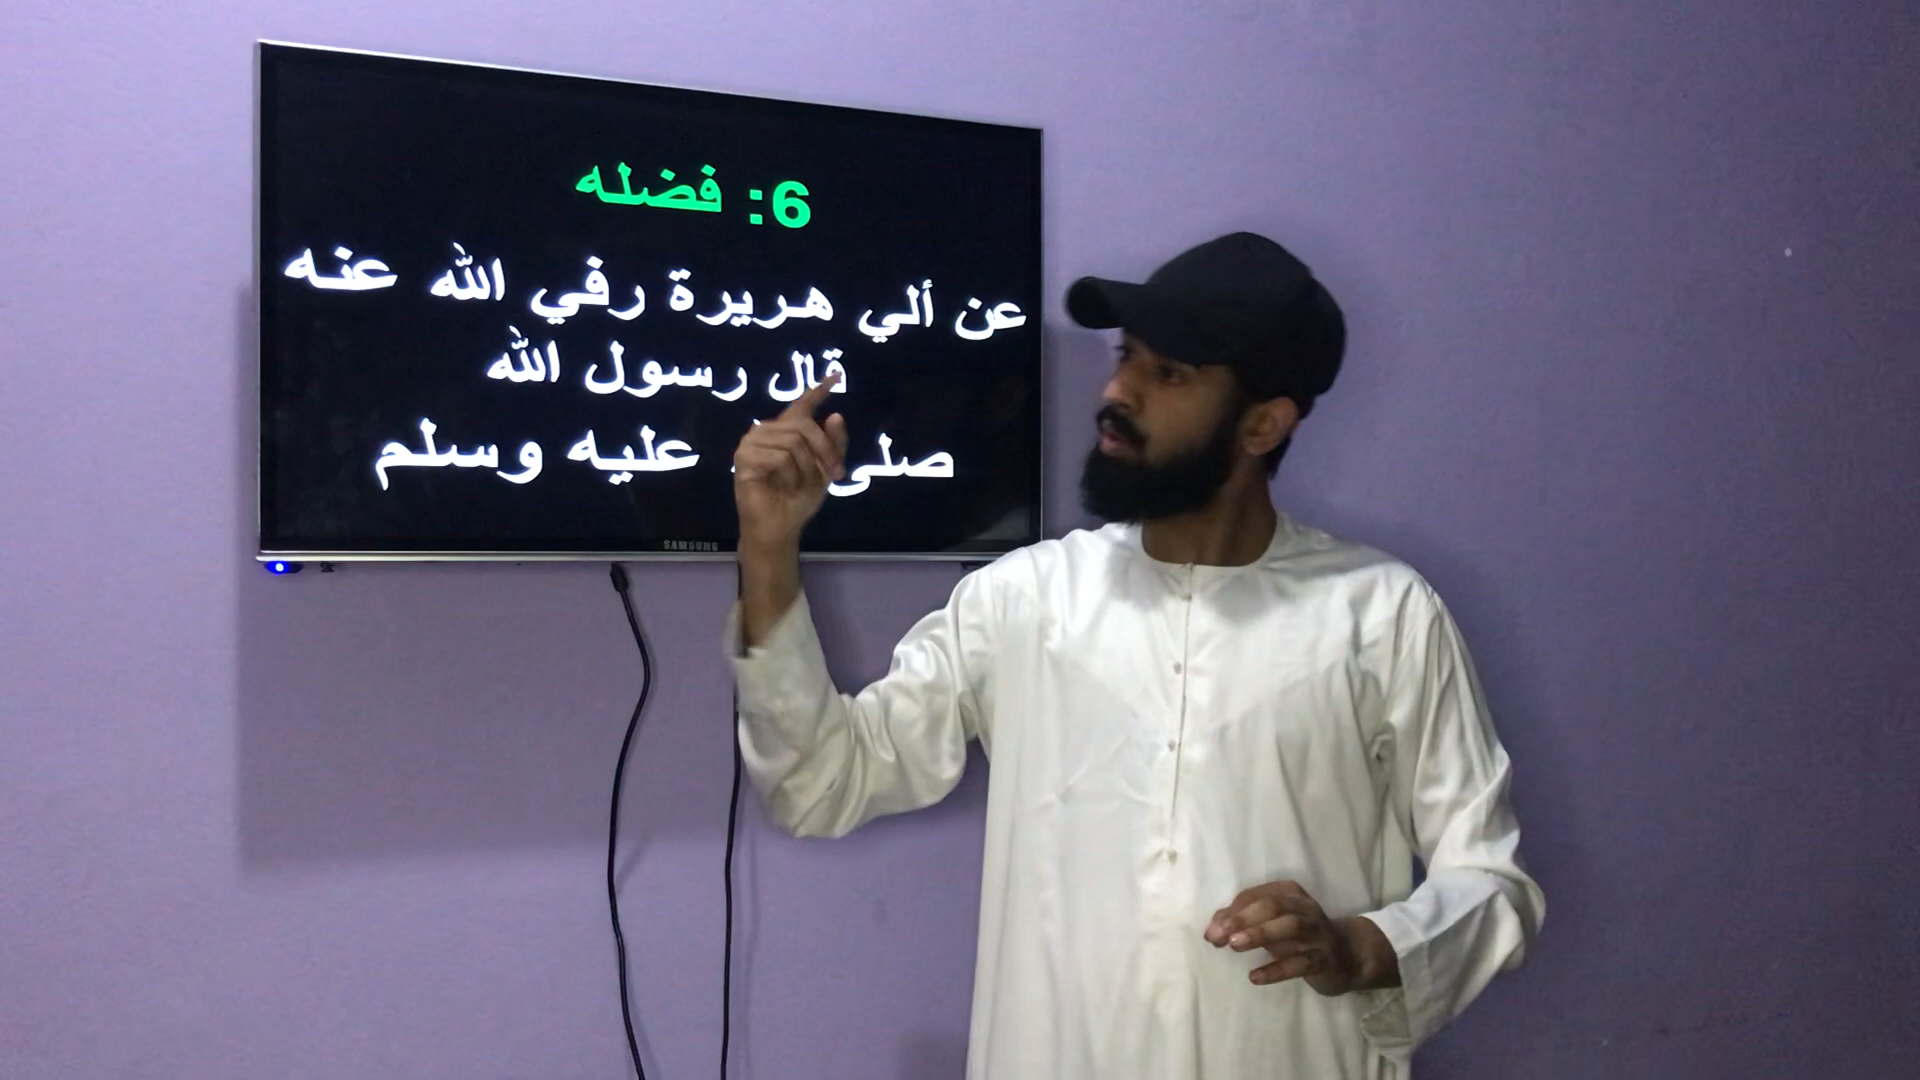 6: فضله
عن ألي هريرة رفي الله عنه
قال رسول الله
صلى عليه وسلم
SAMSUNG